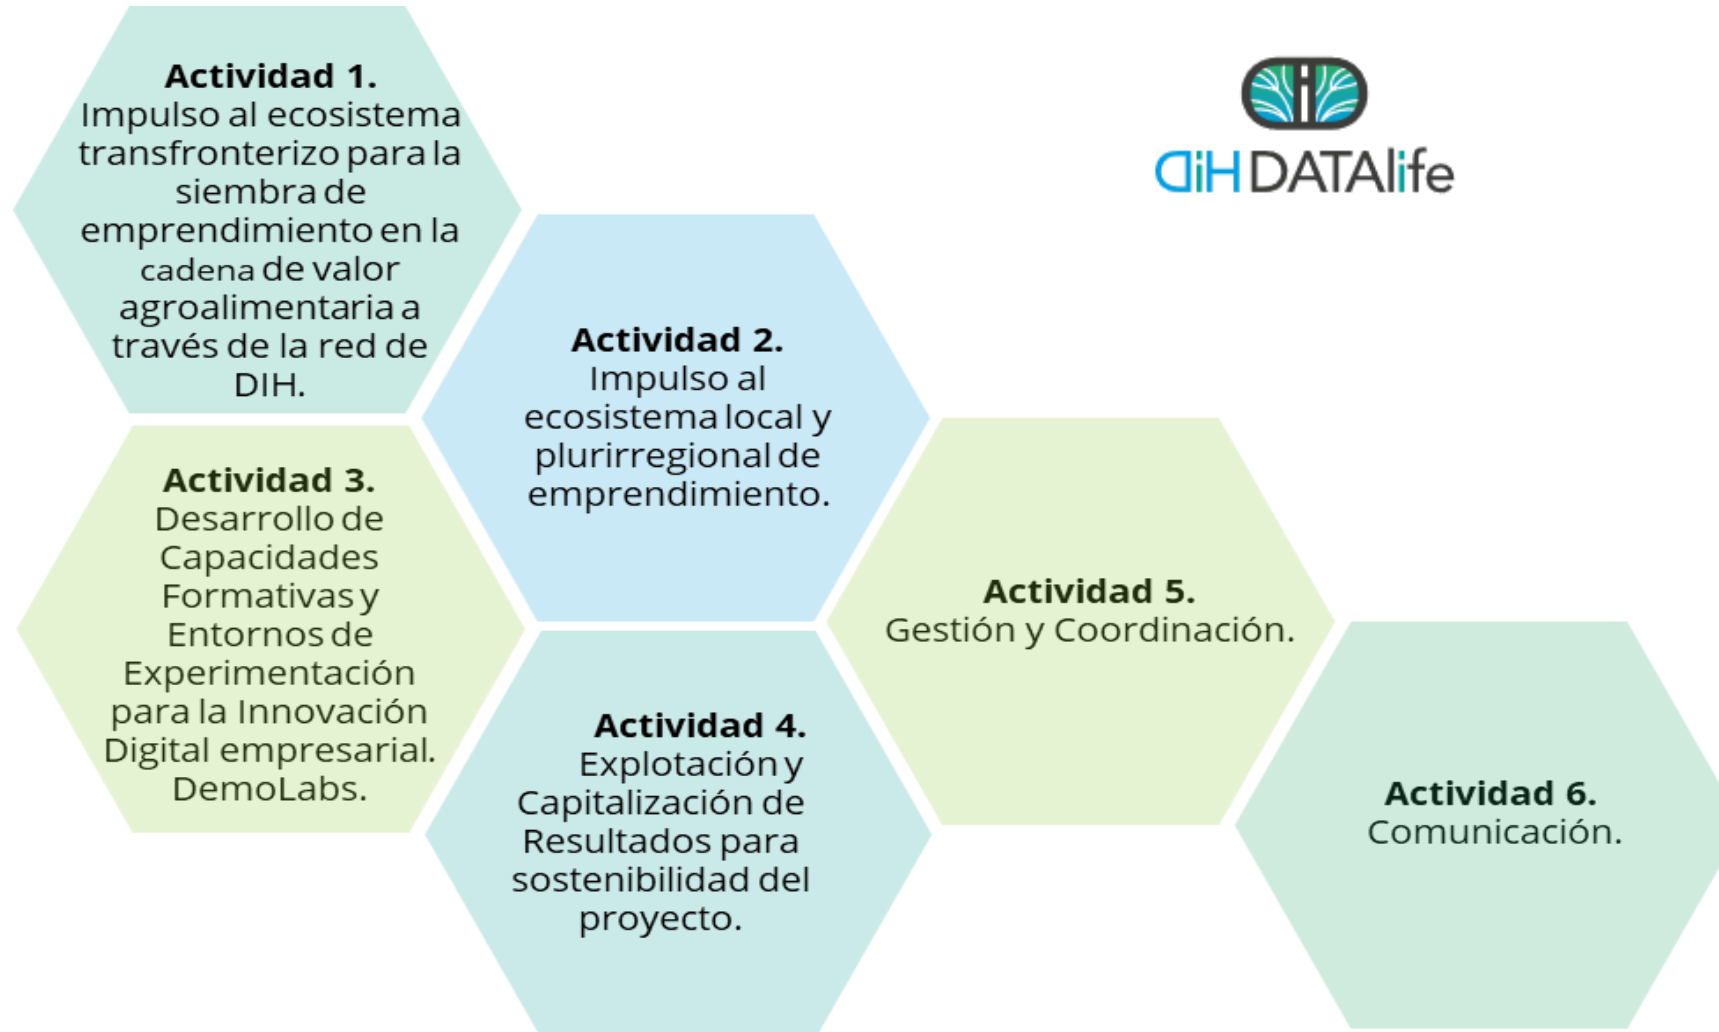 Actividad 1.
Impulso al ecosistema
transfronterizo para la
siembra de
emprendimiento en la
cadena de valor
agroalimentaria a
través de la red de
DIH.
DiH DATAlife
Actividad 2.
Impulso al
ecosistema local y
plurirregional de
emprendimiento.
Actividad 3.
Desarrollo de
Capacidades
Formativas y
Entornos de
Experimentación
para la Innovación
Digital empresarial.
DemoLabs.
Actividad 4.
Explotación y
Capitalización de
Resultados para
sostenibilidad del
proyecto.
Actividad 5.
Gestión y Coordinación.
Actividad 6.
Comunicación.